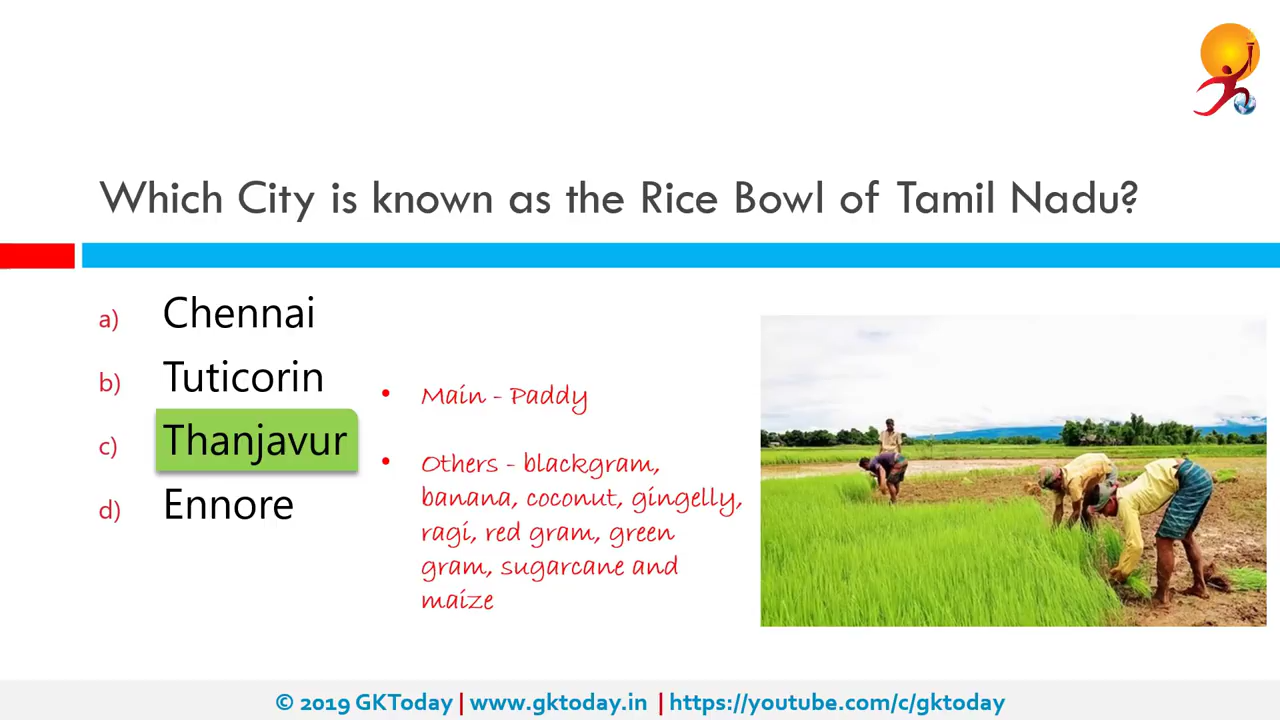 Which City is known as the Rice Bowl of Tamil Nadu?
a) Chennai
b) Tuticorin
c) Thanjavur
d) Ennore
• Main - Paddy
• Others - blackgram,
banana, coconut, gingelly,
ragi, red gram, green
gram, sugarcane and
maize
© 2019 GKToday | www.gktoday.in | https://youtube.com/c/gktoday